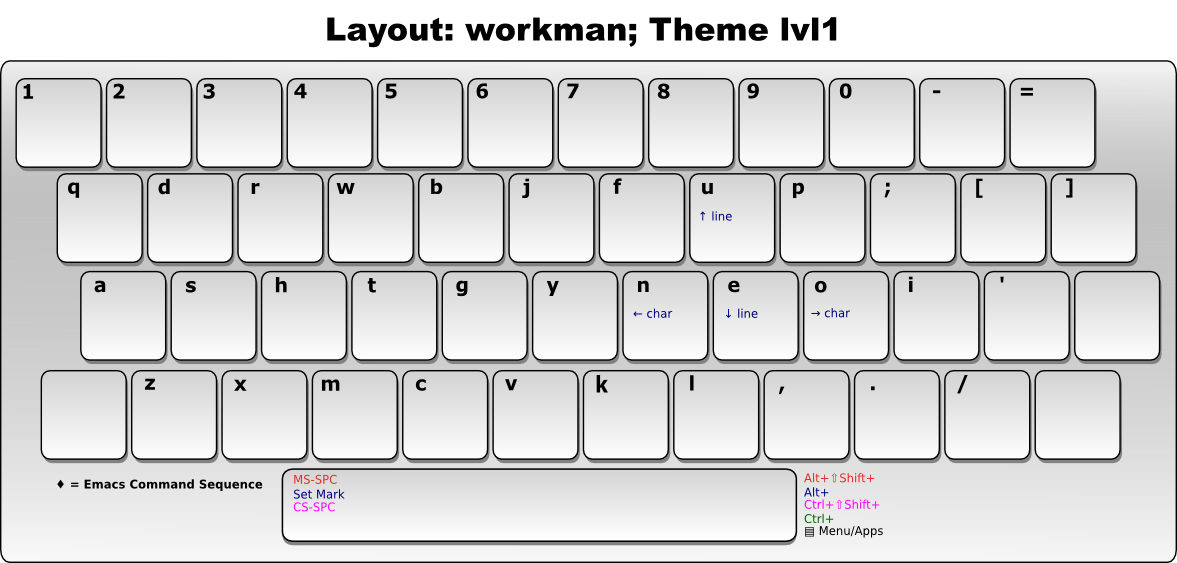 Layout: workman; Theme lvl1
1 2 3 4 5 6 7 8 9 0 - =
q d r w b j f u p ; [ ]
↑ line
a s h t g y n e o i '
← char ↓ line → char
z x m c v k l , . /
♦ = Emacs Command Sequence
MS-SPC
Set Mark
CS-SPC
Alt+⇧Shift+
Alt+
Ctrl+⇧Shift+
Ctrl+
▤ Menu/Apps